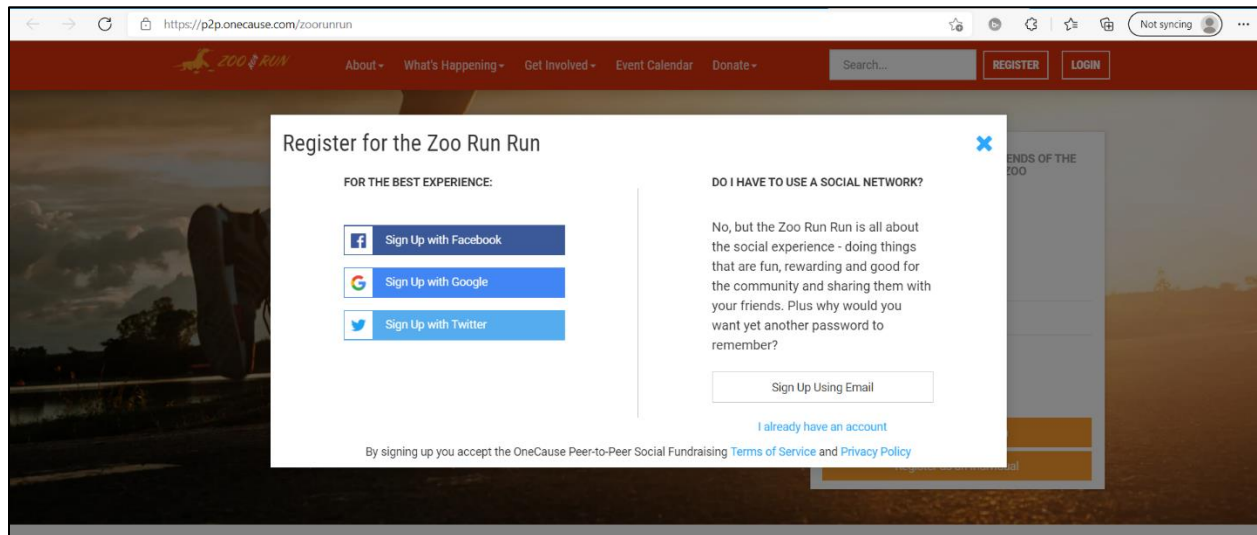 https://p2p.onecause.com/zoorunrun
Not syncing
ZOO RUN
About
What's Happening
Get Involved
Event Calendar
Donate
Search...
REGISTER
LOGIN
Register for the Zoo Run Run
FOR THE BEST EXPERIENCE:
Sign Up with Facebook
Sign Up with Google
Sign Up with Twitter
DO I HAVE TO USE A SOCIAL NETWORK?
No, but the Zoo Run Run is all about
the social experience - doing things
that are fun, rewarding and good for
the community and sharing them with
your friends. Plus why would you
want yet another password to
remember?
Sign Up Using Email
I already have an account
By signing up you accept the OneCause Peer-to-Peer Social Fundraising Terms of Service and Privacy Policy
OF THE
ZOO
Register as an Individual